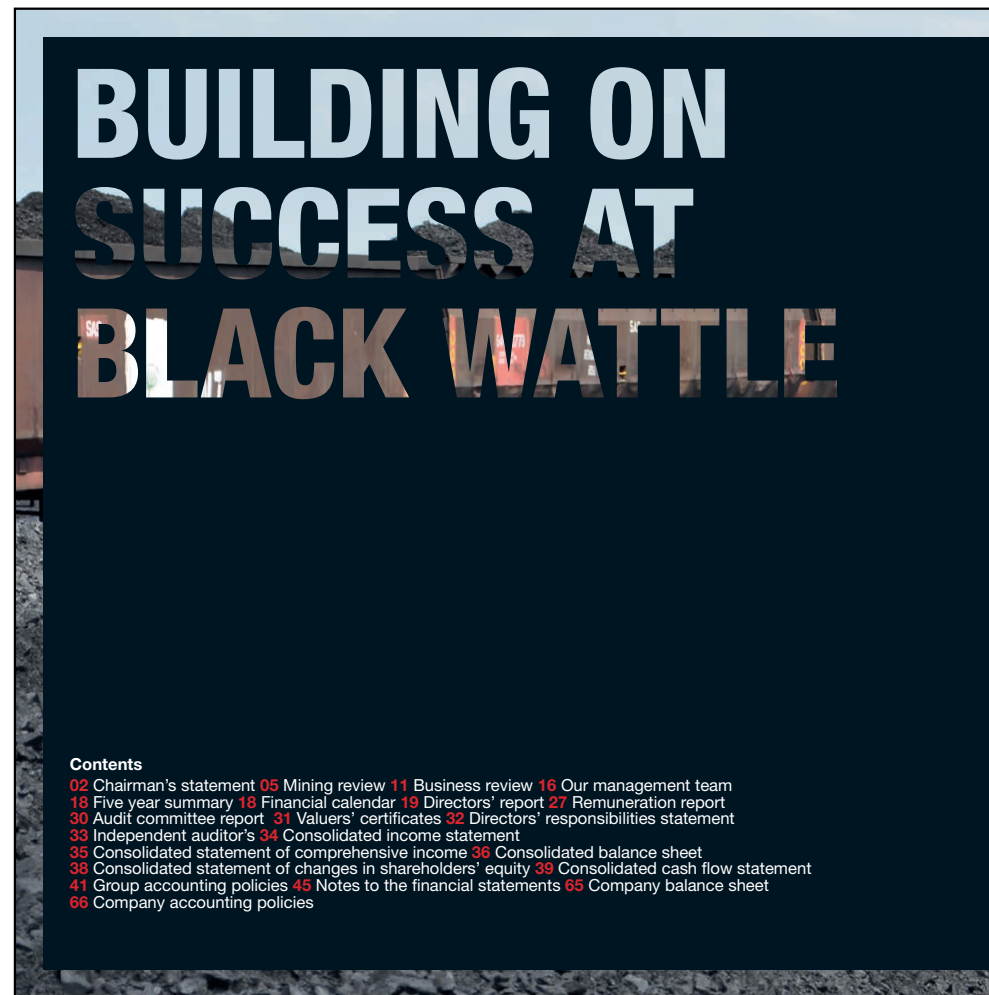 BUILDING ON
SUCCESS AT
BLACK WATTLE
Contents
02 Chairman's statement 05 Mining review 11 Business review 16 Our management team
18 Five year summary 18 Financial calendar 19 Directors' report 27 Remuneration report
30 Audit committee report 31 Valuers' certificates 32 Directors' responsibilities statement
33 Independent auditor's 34 Consolidated income statement
35 Consolidated statement of comprehensive income 36 Consolidated balance sheet
38 Consolidated statement of changes in shareholders' equity 39 Consolidated cash flow statement
41 Group accounting policies 45 Notes to the financial statements 65 Company balance sheet
66 Company accounting policies